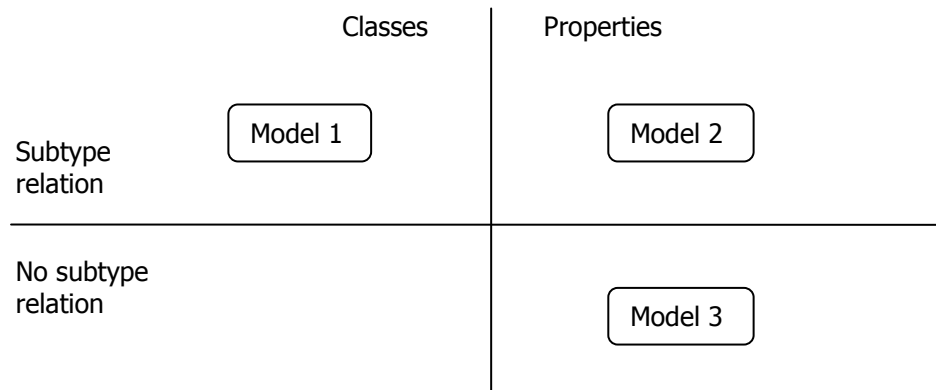 Classes
Properties
Model 1
Model 2
Subtype
relation
No subtype
relation
Model 3